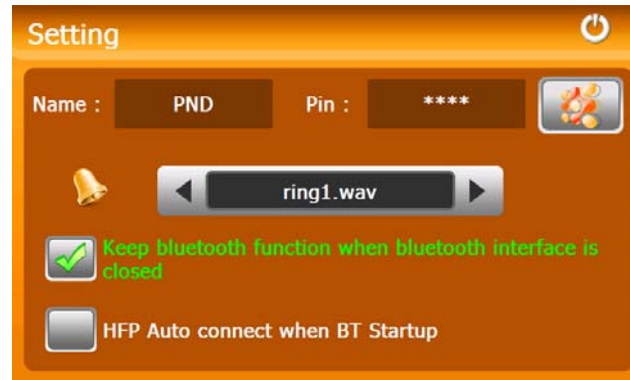 Setting
Name : PND Pin : ****
ring1.wav
Keep bluetooth function when bluetooth interface is
closed
HFP Auto connect when BT Startup